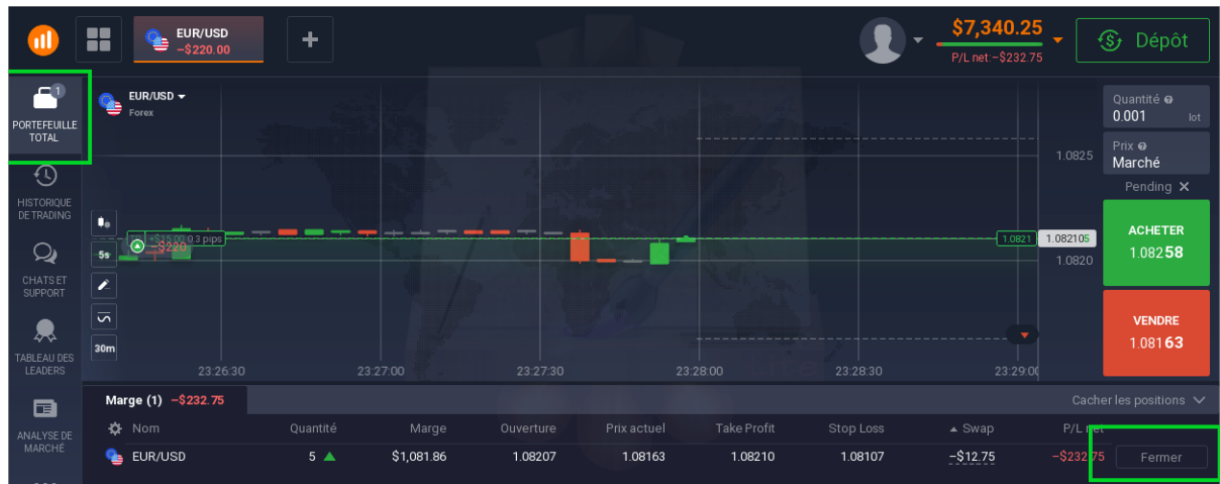 EUR/USD
–$220.00
+
$7,340.25
P/L net:–$232.75
Dépôt
1
PORTEFEUILLE
TOTAL
EUR/USD
Forex
Quantité
0.001 lot
Prix
Marché
Pending ×
HISTORIQUE
DE TRADING
CHATS ET
SUPPORT
TABLEAU DES
LEADERS
ANALYSE DE
MARCHÉ
5s
30m
0.3 pips
–$220
1.0825
1.0821
1.082105
1.0820
ACHETER
1.08258
VENDRE
1.08163
23:26:30 23:27:00 23:27:30 23:28:00 23:28:30 23:29:00
Marge (1) –$232.75
Cacher les positions
Nom Quantité Marge Ouverture Prix actuel Take Profit Stop Loss Swap P/L net
EUR/USD 5 $1,081.86 1.08207 1.08163 1.08210 1.08107 –$12.75 –$232.75 Fermer